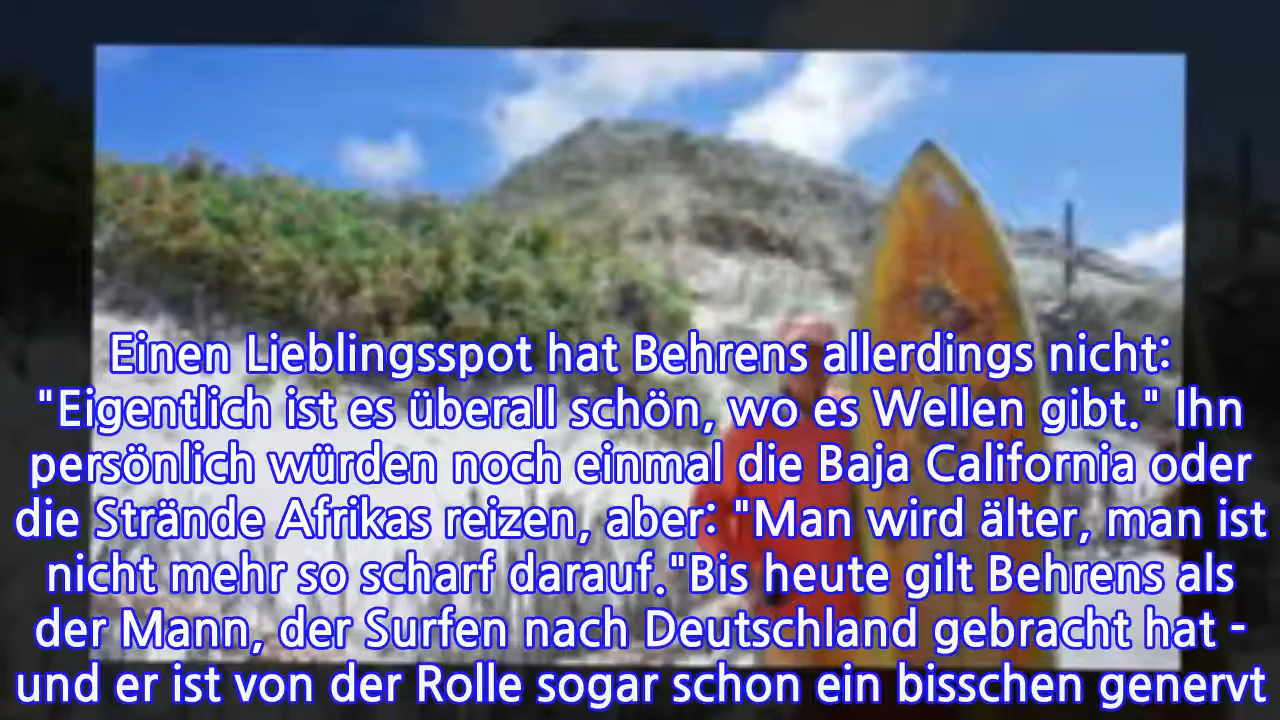 Einen Lieblingsspot hat Behrens allerdings nicht:
"Eigentlich ist es überall schön, wo es Wellen gibt." Ihn
persönlich würden noch einmal die Baja California oder
die Strände Afrikas reizen, aber: "Man wird älter, man ist
nicht mehr so scharf darauf."Bis heute gilt Behrens als
der Mann, der Surfen nach Deutschland gebracht hat -
und er ist von der Rolle sogar schon ein bisschen genervt